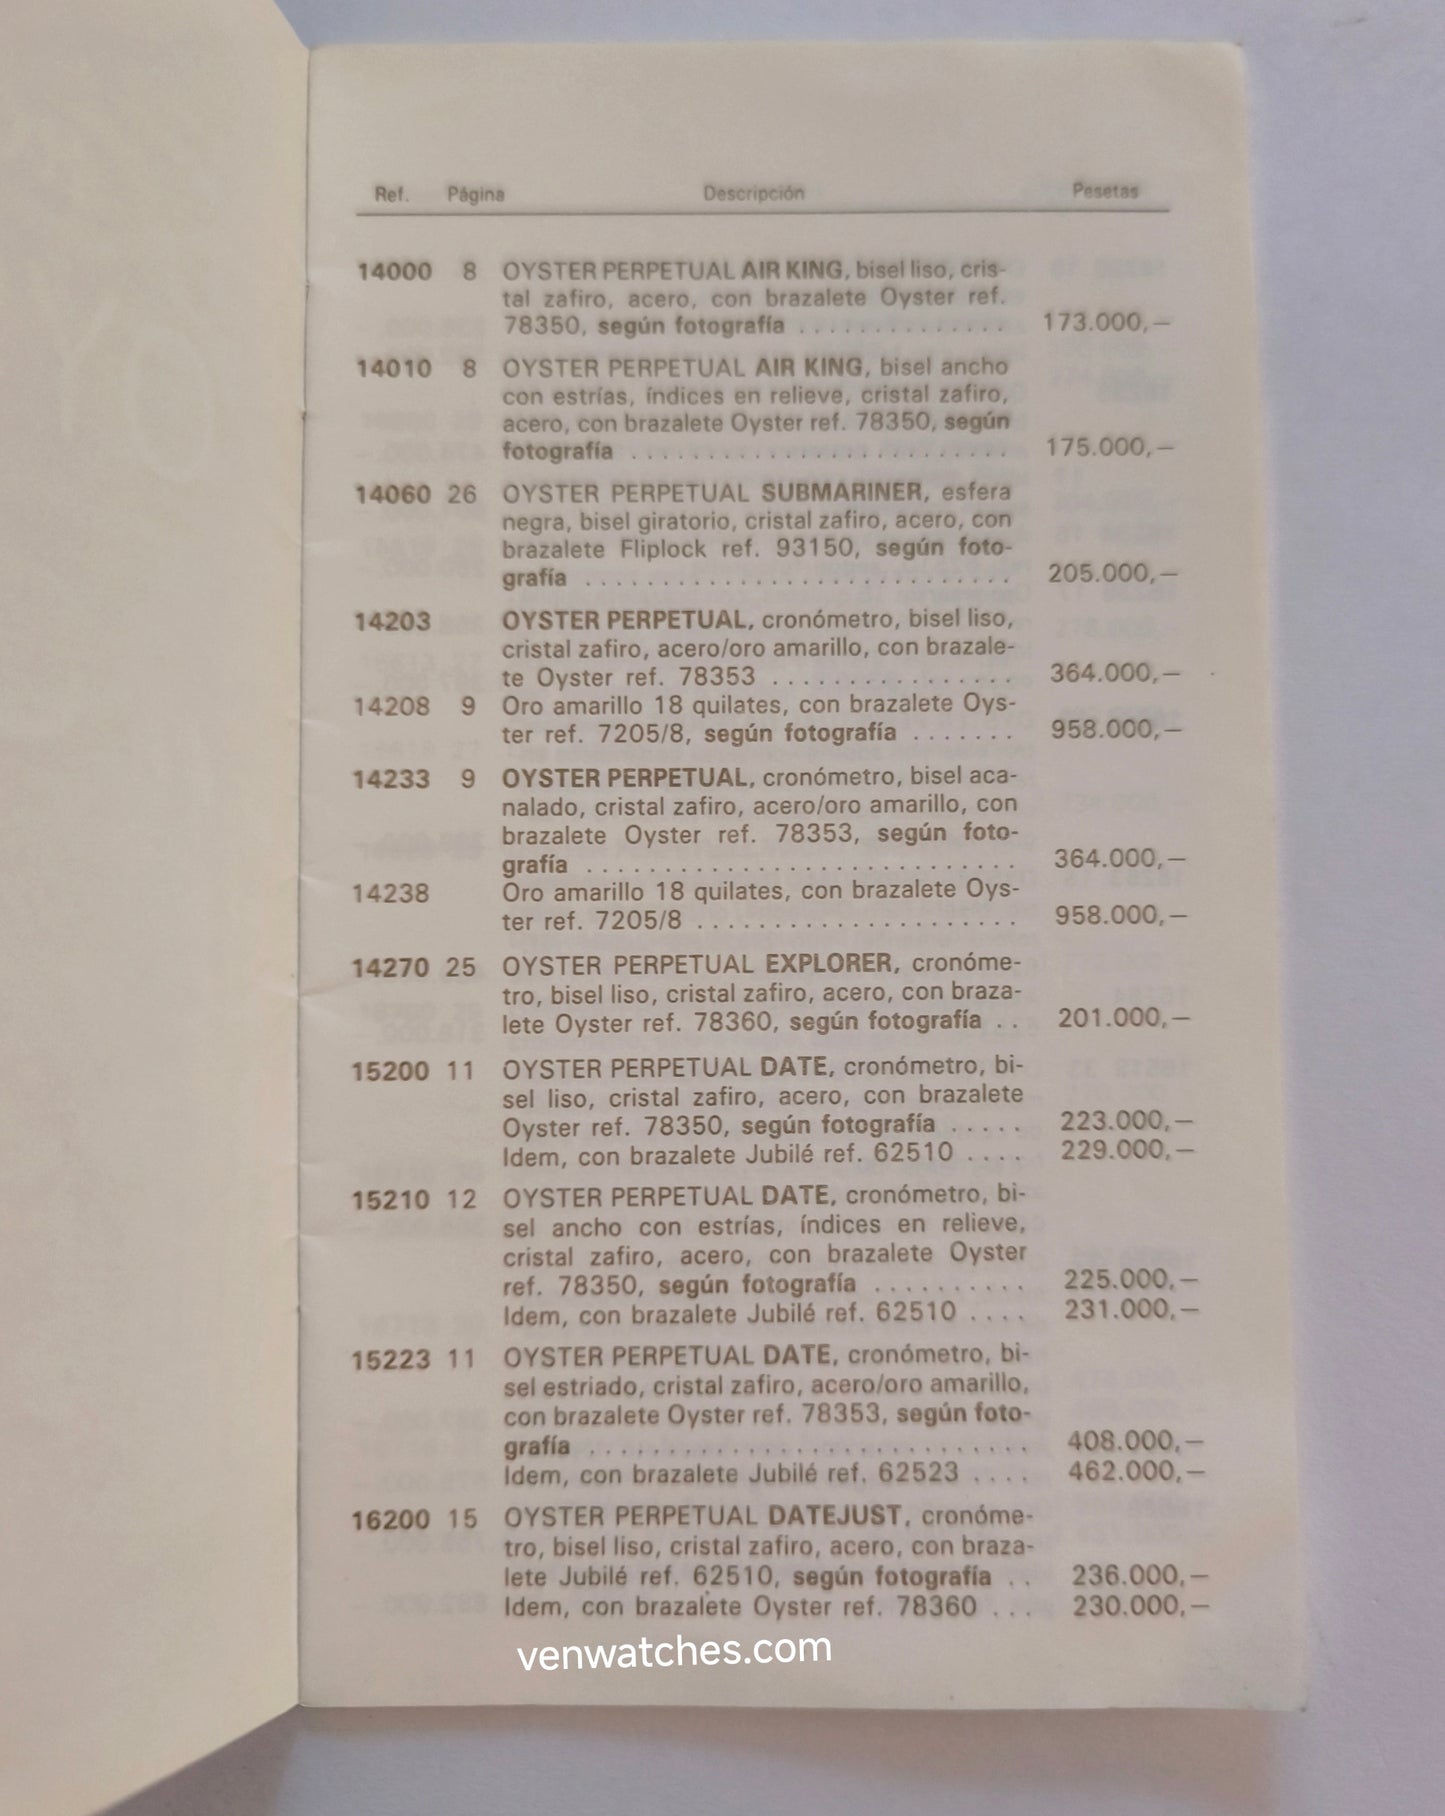 Ref. Página Descripción Pesetas
14000 8 OYSTER PERPETUAL AIR KING, bisel liso, cris-
tal zafiro, acero, con brazalete Oyster ref.
78350, según fotografía . . . . . . . . . . . . . . 173.000,—
14010 8 OYSTER PERPETUAL AIR KING, bisel ancho
con estrías, índices en relieve, cristal zafiro,
acero, con brazalete Oyster ref. 78350, según
fotografía . . . . . . . . . . . . . . . . . . . . . . . . . 175.000,—
14060 26 OYSTER PERPETUAL SUBMARINER, esfera
negra, bisel giratorio, cristal zafiro, acero, con
brazalete Fliplock ref. 93150, según foto-
grafía . . . . . . . . . . . . . . . . . . . . . . . . . . . . 205.000,—
14203 OYSTER PERPETUAL, cronómetro, bisel liso,
cristal zafiro, acero/oro amarillo, con brazale-
te Oyster ref. 78353 . . . . . . . . . . . . . . . . 364.000,—
14208 9 Oro amarillo 18 quilates, con brazalete Oys-
ter ref. 7205/8, según fotografía . . . . . . . 958.000,—
14233 9 OYSTER PERPETUAL, cronómetro, bisel aca-
nalado, cristal zafiro, acero/oro amarillo, con
brazalete Oyster ref. 78353, según foto-
grafía . . . . . . . . . . . . . . . . . . . . . . . . . . . . 364.000,—
14238 Oro amarillo 18 quilates, con brazalete Oys-
ter ref. 7205/8 . . . . . . . . . . . . . . . . . . . . . 958.000,—
14270 25 OYSTER PERPETUAL EXPLORER, cronóme-
tro, bisel liso, cristal zafiro, acero, con braza-
lete Oyster ref. 78360, según fotografía . . 201.000,—
15200 11 OYSTER PERPETUAL DATE, cronómetro, bi-
sel liso, cristal zafiro, acero, con brazalete
Oyster ref. 78350, según fotografía . . . . . 223.000,—
Idem, con brazalete Jubilé ref. 62510 . . . . 229.000,—
15210 12 OYSTER PERPETUAL DATE, cronómetro, bi-
sel ancho con estrías, índices en relieve,
cristal zafiro, acero, con brazalete Oyster
ref. 78350, según fotografía . . . . . . . . . . 225.000,—
Idem, con brazalete Jubilé ref. 62510 . . . . 231.000,—
15223 11 OYSTER PERPETUAL DATE, cronómetro, bi-
sel estriado, cristal zafiro, acero/oro amarillo,
con brazalete Oyster ref. 78353, según foto-
grafía . . . . . . . . . . . . . . . . . . . . . . . . . . . . 408.000,—
Idem, con brazalete Jubilé ref. 62523 . . . . 462.000,—
16200 15 OYSTER PERPETUAL DATEJUST, cronóme-
tro, bisel liso, cristal zafiro, acero, con braza-
lete Jubilé ref. 62510, según fotografía . . 236.000,—
Idem, con brazalete Oyster ref. 78360 . . . 230.000,—
venwatches.com